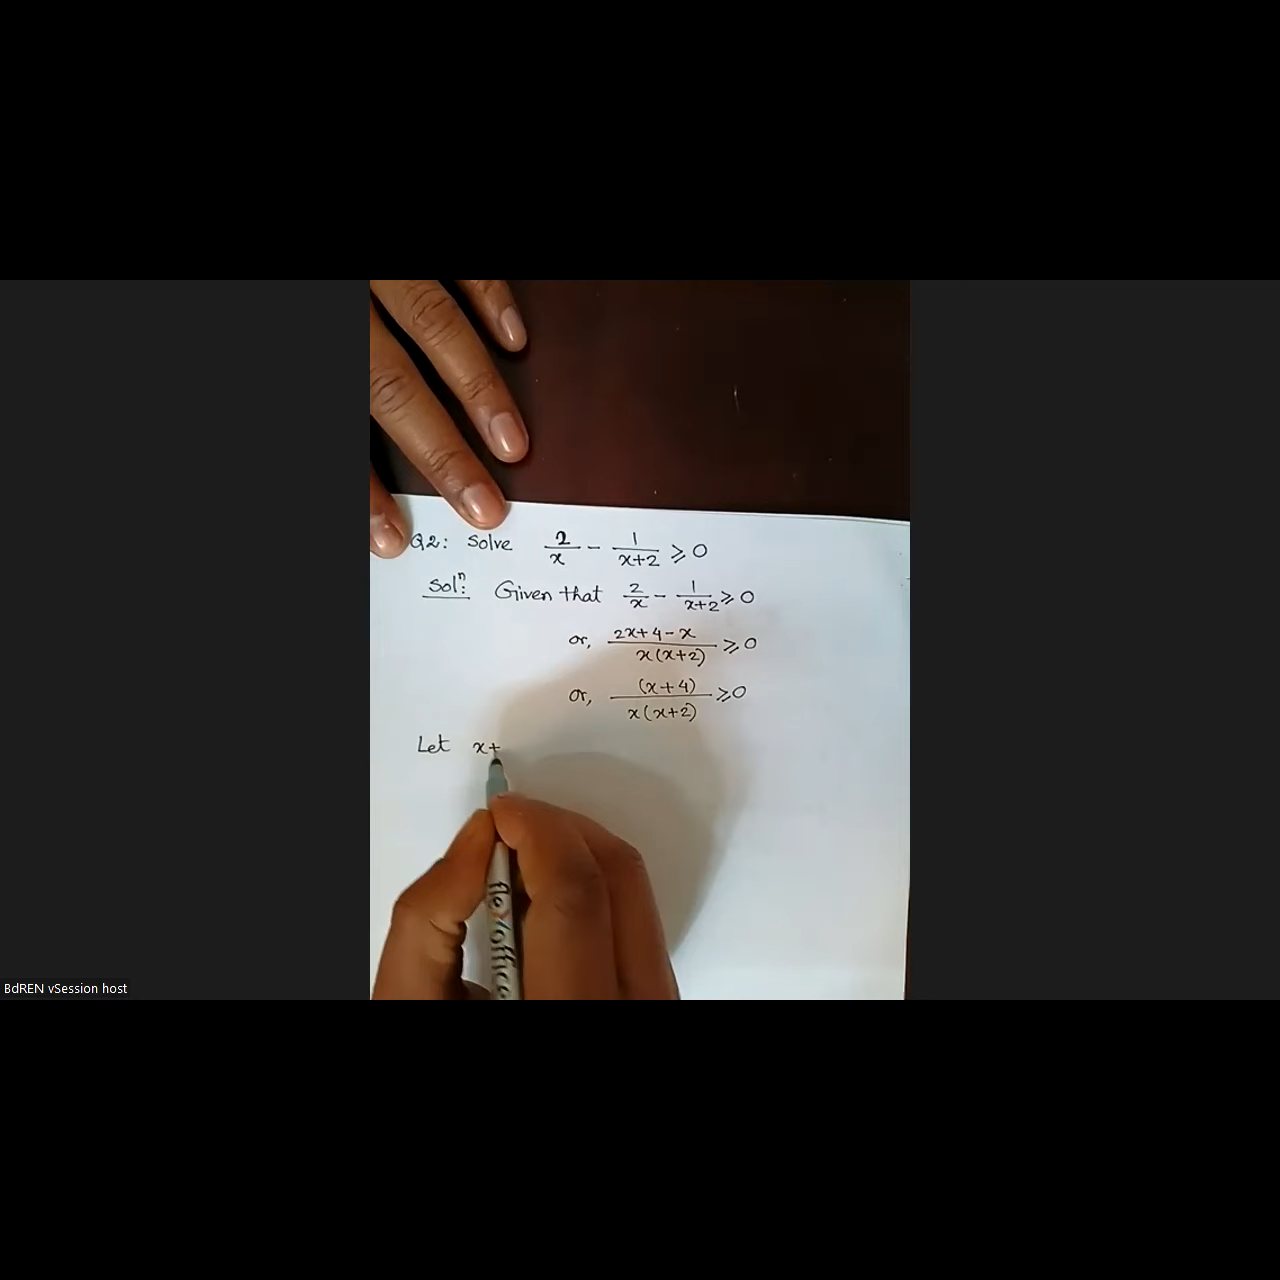 Q2: Solve 2/x - 1/(x+2) ⩾ 0
Solⁿ: Given that 2/x - 1/(x+2) ⩾ 0
or, (2x+4-x)/(x(x+2)) ⩾ 0
or, (x+4)/(x(x+2)) ⩾ 0
Let x+
flexoffice
BdREN vSession host